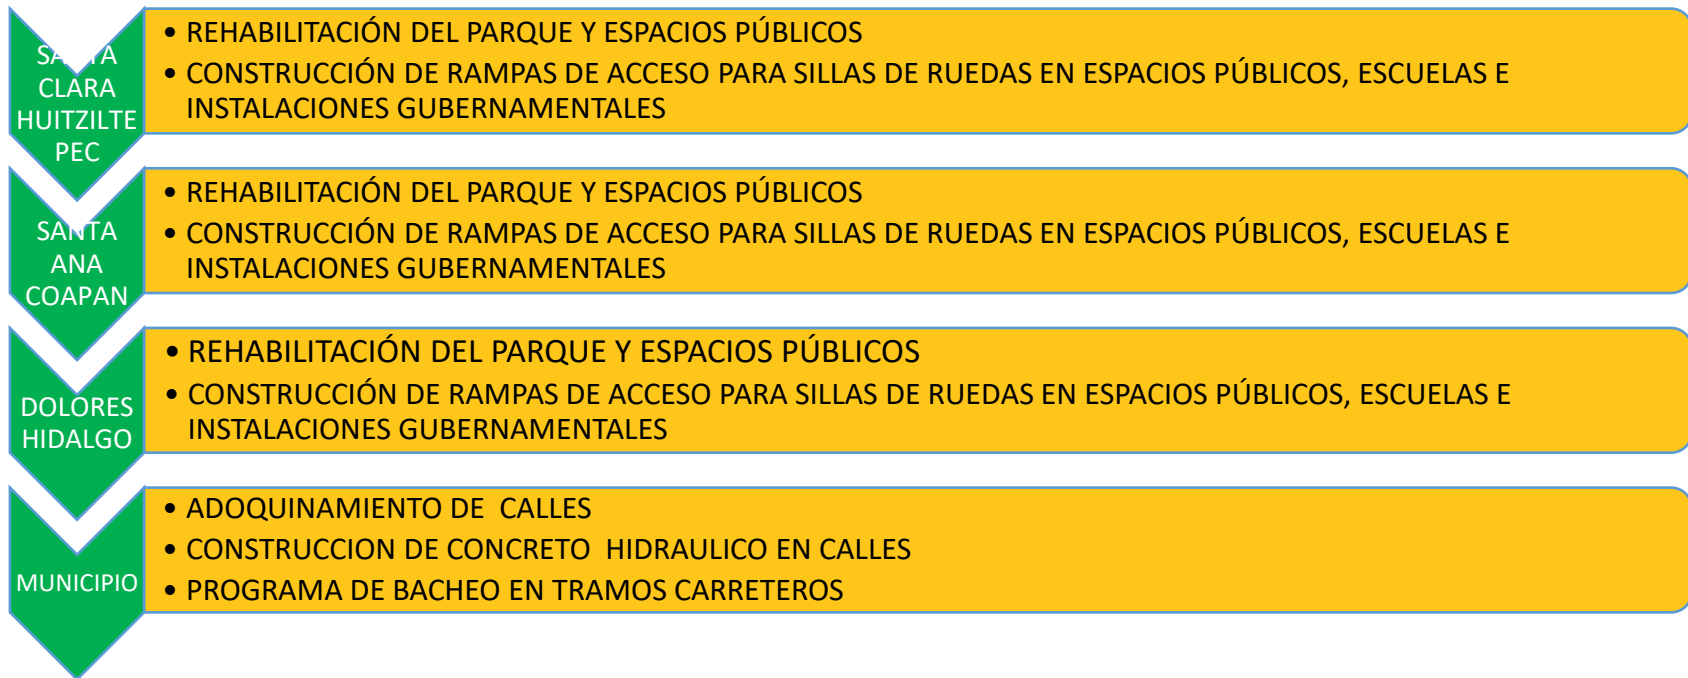 SANTA
CLARA
HUITZILTE
PEC
• REHABILITACIÓN DEL PARQUE Y ESPACIOS PÚBLICOS
• CONSTRUCCIÓN DE RAMPAS DE ACCESO PARA SILLAS DE RUEDAS EN ESPACIOS PÚBLICOS, ESCUELAS E
INSTALACIONES GUBERNAMENTALES
SANTA
ANA
COAPAN
• REHABILITACIÓN DEL PARQUE Y ESPACIOS PÚBLICOS
• CONSTRUCCIÓN DE RAMPAS DE ACCESO PARA SILLAS DE RUEDAS EN ESPACIOS PÚBLICOS, ESCUELAS E
INSTALACIONES GUBERNAMENTALES
DOLORES
HIDALGO
• REHABILITACIÓN DEL PARQUE Y ESPACIOS PÚBLICOS
• CONSTRUCCIÓN DE RAMPAS DE ACCESO PARA SILLAS DE RUEDAS EN ESPACIOS PÚBLICOS, ESCUELAS E
INSTALACIONES GUBERNAMENTALES
MUNICIPIO
• ADOQUINAMIENTO DE  CALLES
• CONSTRUCCION DE CONCRETO  HIDRAULICO EN CALLES
• PROGRAMA DE BACHEO EN TRAMOS CARRETEROS